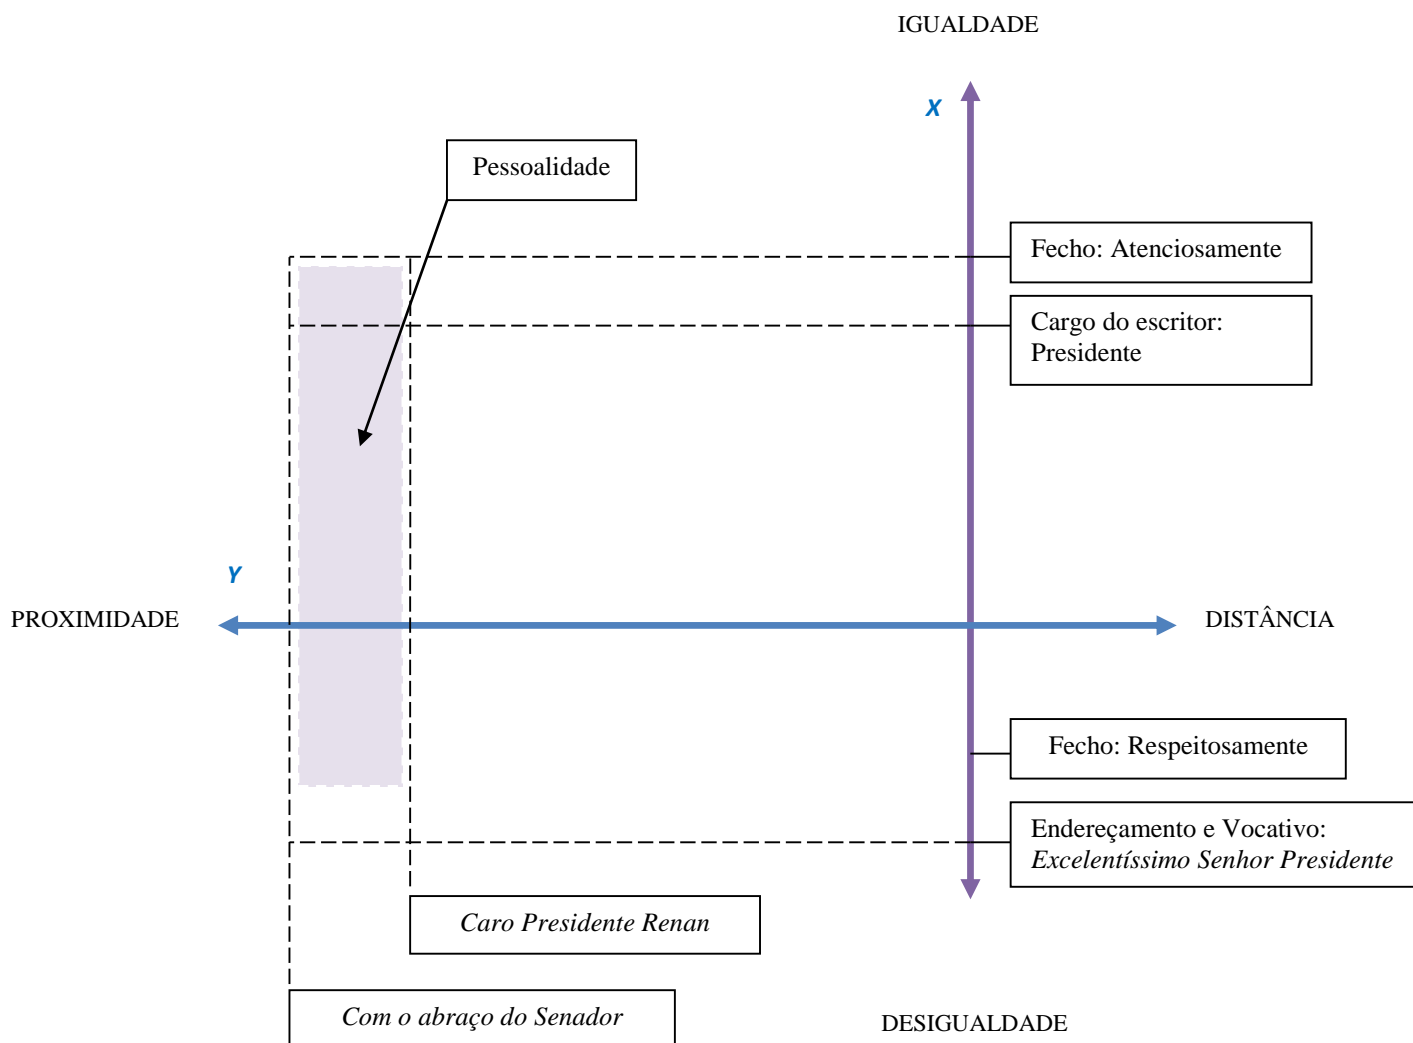 IGUALDADE
X
Pessoalidade
Fecho: Atenciosamente
Cargo do escritor:
Presidente
Y
PROXIMIDADE
DISTÂNCIA
Fecho: Respeitosamente
Endereçamento e Vocativo:
Excelentíssimo Senhor Presidente
Caro Presidente Renan
Com o abraço do Senador
DESIGUALDADE